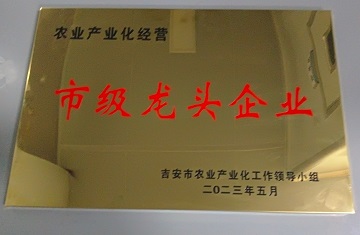 农业产业化经营
市级龙头企业
吉安市农业产业化工作领导小组
二〇二三年五月